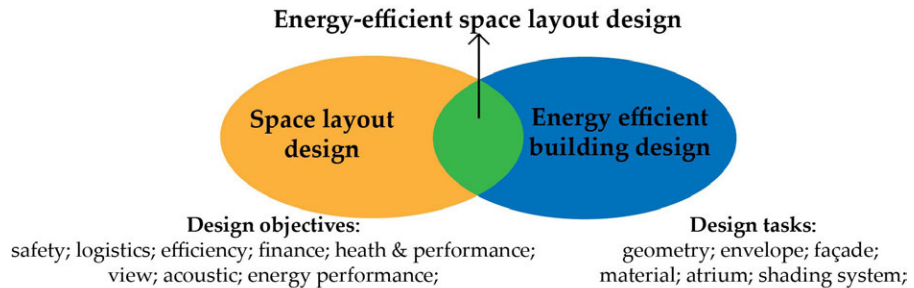 Energy-efficient space layout design
Space layout
design
Energy efficient
building design
Design objectives:
safety; logistics; efficiency; finance; heath & performance;
view; acoustic; energy performance;
Design tasks:
geometry; envelope; façade;
material; atrium; shading system;